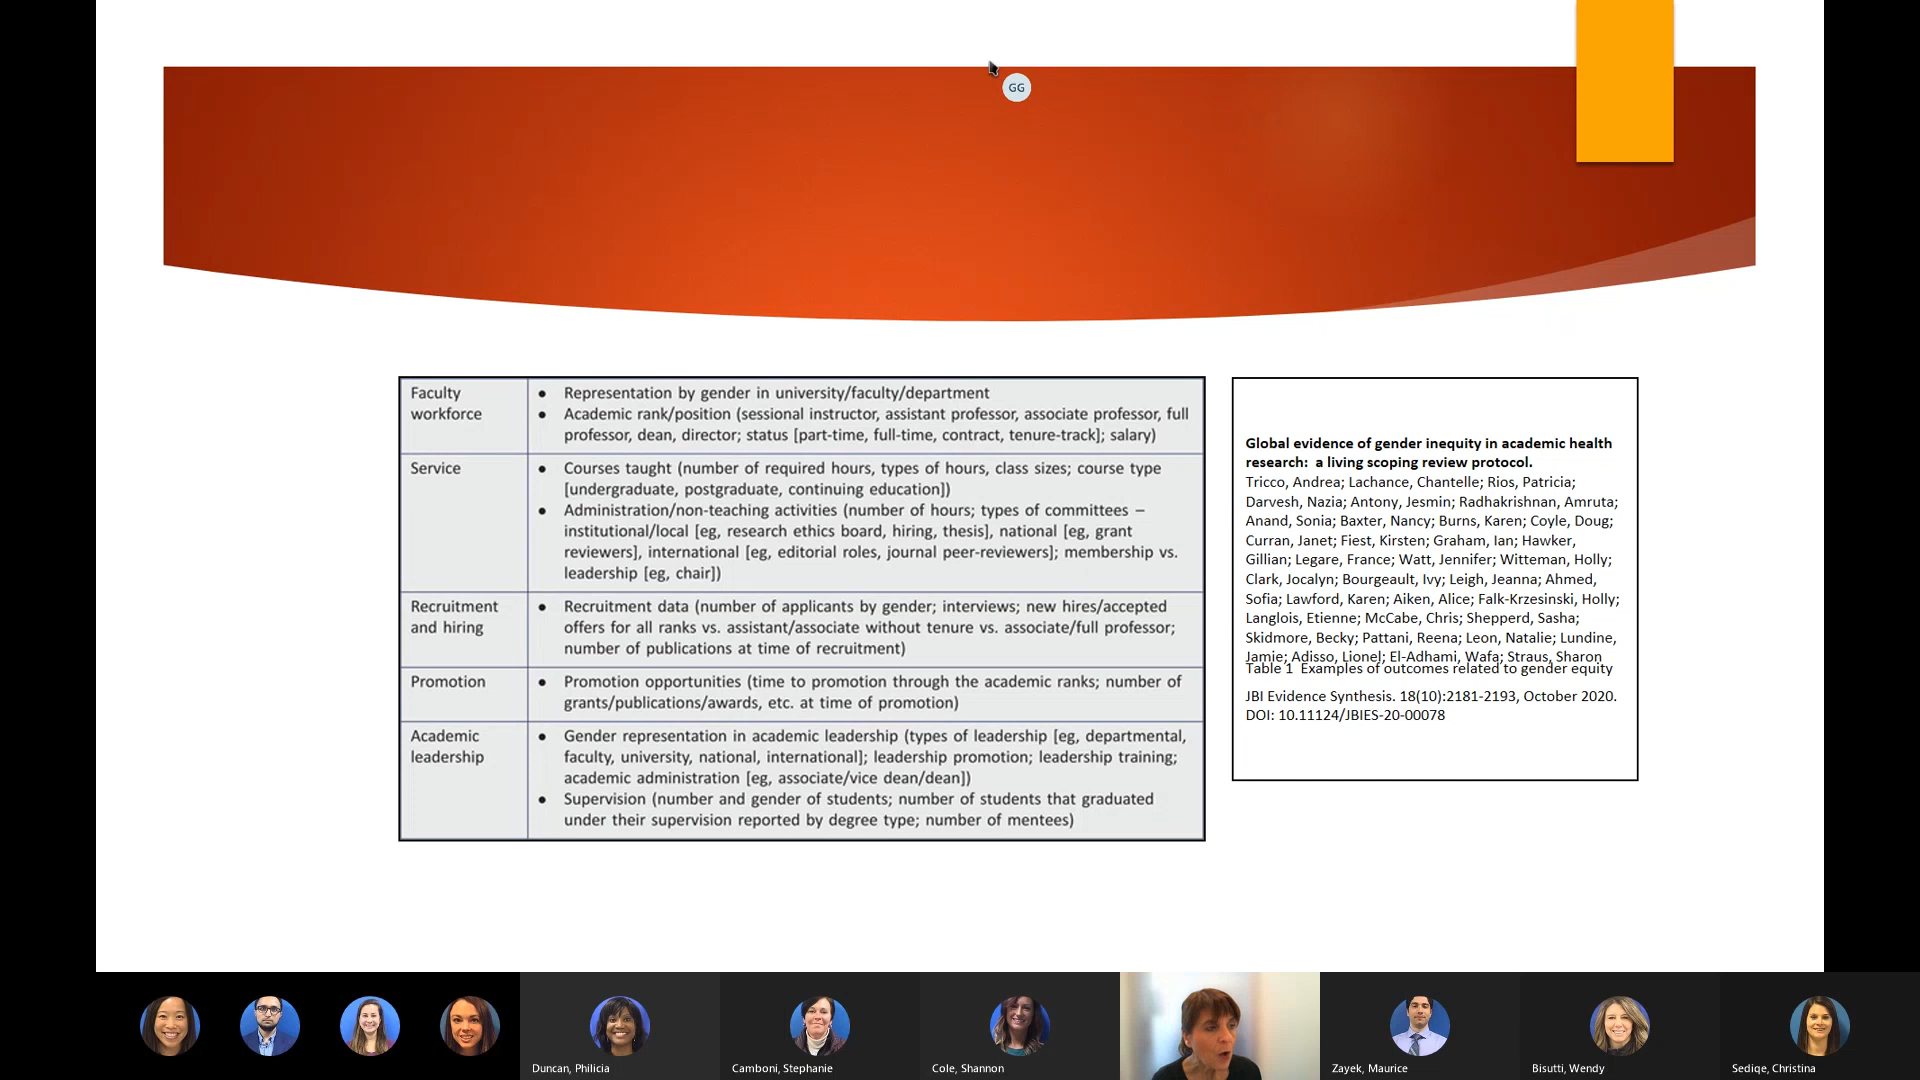 GG
Faculty
workforce
● Representation by gender in university/faculty/department
● Academic rank/position (sessional instructor, assistant professor, associate professor, full
professor, dean, director; status [part-time, full-time, contract, tenure-track]; salary)
Service
● Courses taught (number of required hours, types of hours, class sizes; course type
[undergraduate, postgraduate, continuing education])
● Administration/non-teaching activities (number of hours; types of committees –
institutional/local [eg, research ethics board, hiring, thesis], national [eg, grant
reviewers], international [eg, editorial roles, journal peer-reviewers]; membership vs.
leadership [eg, chair])
Recruitment
and hiring
● Recruitment data (number of applicants by gender; interviews; new hires/accepted
offers for all ranks vs. assistant/associate without tenure vs. associate/full professor;
number of publications at time of recruitment)
Promotion
● Promotion opportunities (time to promotion through the academic ranks; number of
grants/publications/awards, etc. at time of promotion)
Academic
leadership
● Gender representation in academic leadership (types of leadership [eg, departmental,
faculty, university, national, international]; leadership promotion; leadership training;
academic administration [eg, associate/vice dean/dean])
● Supervision (number and gender of students; number of students that graduated
under their supervision reported by degree type; number of mentees)
Global evidence of gender inequity in academic health
research: a living scoping review protocol.
Tricco, Andrea; Lachance, Chantelle; Rios, Patricia;
Darvesh, Nazia; Antony, Jesmin; Radhakrishnan, Amruta;
Anand, Sonia; Baxter, Nancy; Burns, Karen; Coyle, Doug;
Curran, Janet; Fiest, Kirsten; Graham, Ian; Hawker,
Gillian; Legare, France; Watt, Jennifer; Witteman, Holly;
Clark, Jocalyn; Bourgeault, Ivy; Leigh, Jeanna; Ahmed,
Sofia; Lawford, Karen; Aiken, Alice; Falk-Krzesinski, Holly;
Langlois, Etienne; McCabe, Chris; Shepperd, Sasha;
Skidmore, Becky; Pattani, Reena; Leon, Natalie; Lundine,
Jamie; Adisso, Lionel; El-Adhami, Wafa; Straus, Sharon
Table 1 Examples of outcomes related to gender equity
JBI Evidence Synthesis. 18(10):2181-2193, October 2020.
DOI: 10.11124/JBIES-20-00078
Duncan, Philicia
Camboni, Stephanie
Cole, Shannon
Zayek, Maurice
Bisutti, Wendy
Sediqe, Christina